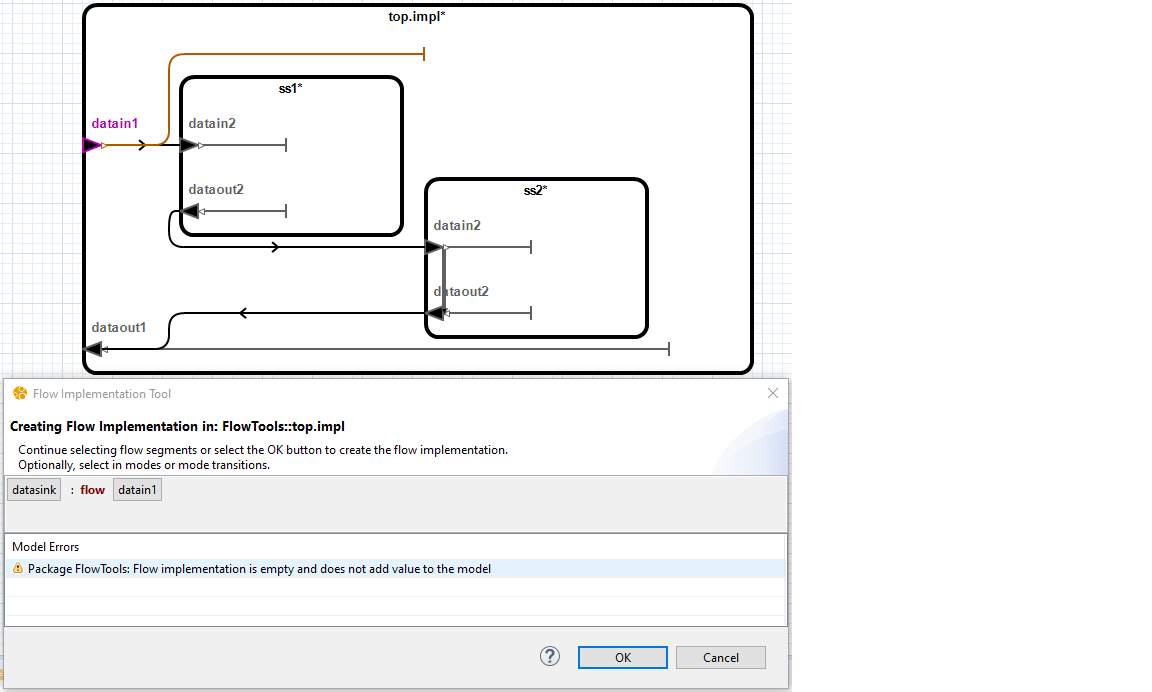 top.impl*
ss1*
datain1
datain2
dataout2
ss2*
datain2
dataout2
dataout1
Flow Implementation Tool
Creating Flow Implementation in: FlowTools::top.impl
Continue selecting flow segments or select the OK button to create the flow implementation.
Optionally, select in modes or mode transitions.
datasink : flow datain1
Model Errors
Package FlowTools: Flow implementation is empty and does not add value to the model
? OK Cancel